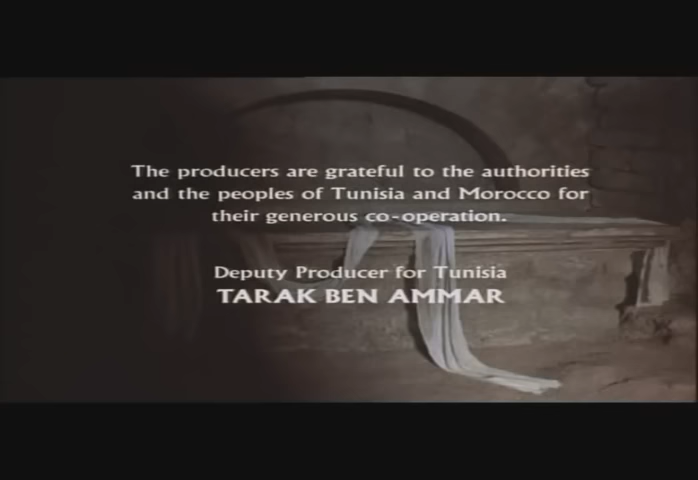 The producers are grateful to the authorities
and the peoples of Tunisia and Morocco for
their generous co-operation.
Deputy Producer for Tunisia
TARAK BEN AMMAR